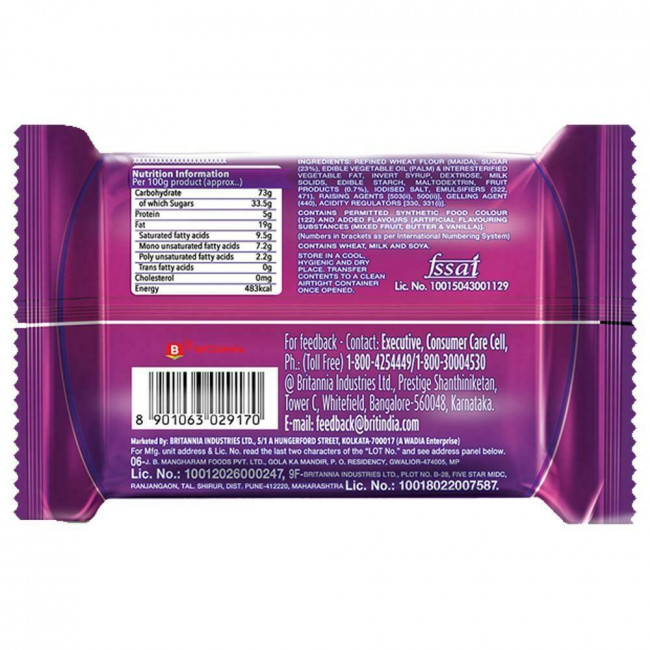 Nutrition Information
Per 100g product (approx..)
Carbohydrate 73g
of which Sugars 33.5g
Protein 5g
Fat 19g
Saturated fatty acids 9.5g
Mono unsaturated fatty acids 7.2g
Poly unsaturated fatty acids 2.2g
Trans fatty acids 0g
Cholesterol 0mg
Energy 483kcal
INGREDIENTS: REFINED WHEAT FLOUR (MAIDA), SUGAR
(23%), EDIBLE VEGETABLE OIL (PALM) & INTERESTERIFIED
VEGETABLE FAT, INVERT SYRUP, DEXTROSE, MILK
SOLIDS, EDIBLE STARCH, MALTODEXTRIN, FRUIT
PRODUCTS (0.7%), IODISED SALT, EMULSIFIERS (322,
471), RAISING AGENTS [503(ii), 500(ii)], GELLING AGENT
(440), ACIDITY REGULATORS [330, 331(i)].
CONTAINS PERMITTED SYNTHETIC FOOD COLOUR
(122) AND ADDED FLAVOURS [ARTIFICIAL FLAVOURING
SUBSTANCES (MIXED FRUIT, BUTTER & VANILLA)].
(Numbers in brackets as per International Numbering System)
CONTAINS WHEAT, MILK AND SOYA.
STORE IN A COOL,
HYGIENIC AND DRY
PLACE. TRANSFER
CONTENTS TO A CLEAN
AIRTIGHT CONTAINER
ONCE OPENED.
fssai
Lic. No. 10015043001129
B
For feedback - Contact: Executive, Consumer Care Cell,
Ph.: (Toll Free) 1-800-4254449/1-800-30004530
@ Britannia Industries Ltd., Prestige Shanthiniketan,
Tower C, Whitefield, Bangalore-560048, Karnataka.
E-mail: feedback@britindia.com
8 901063 029170
Marketed By: BRITANNIA INDUSTRIES LTD., 5/1 A HUNGERFORD STREET, KOLKATA-700017 (A WADIA Enterprise)
For Mfg. unit address & Lic. No. read the last two characters of the "LOT No." and see address panel below.
06-J. B. MANGHARAM FOODS PVT. LTD., GOLA KA MANDIR, P. O. RESIDENCY, GWALIOR-474005, MP
Lic. No: 10012026000247, 9F-BRITANNIA INDUSTRIES LTD., PLOT NO. B-28, FIVE STAR MIDC,
RANJANGAON, TAL. SHIRUR, DIST. PUNE-412220, MAHARASHTRA Lic. No.: 10018022007587.